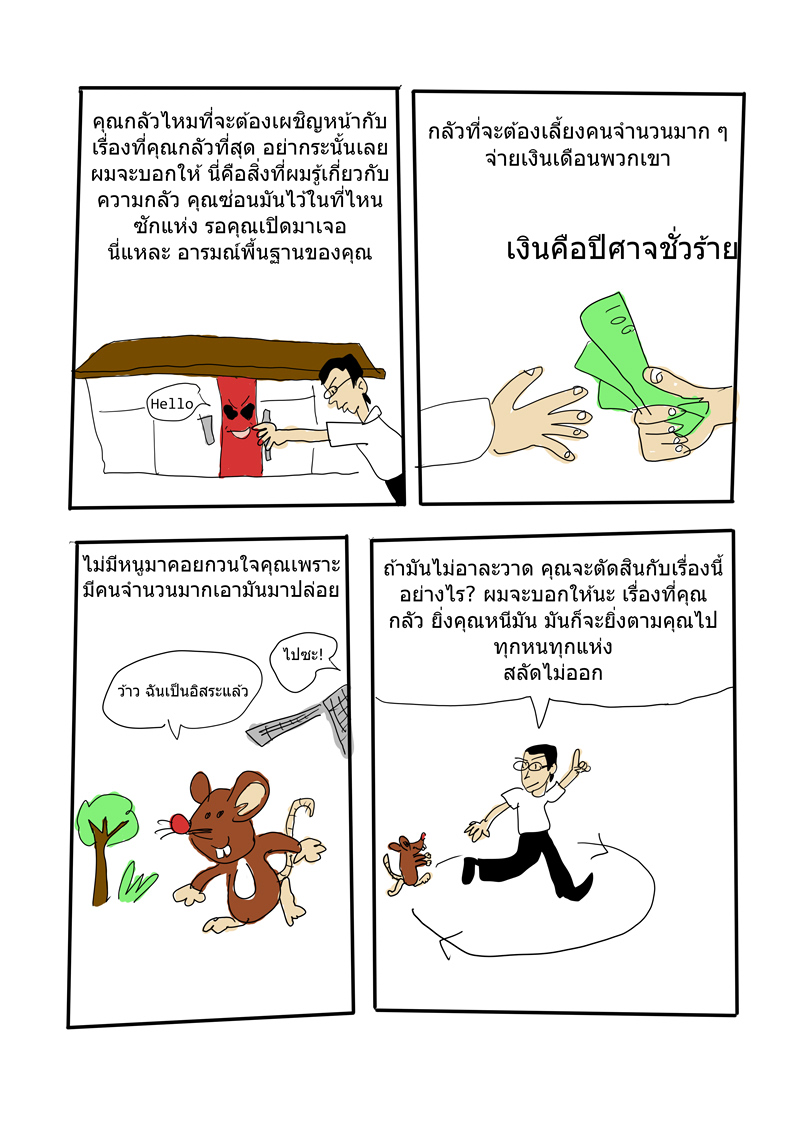 คุณกลัวไหมที่จะต้องเผชิญหน้ากับ
เรื่องที่คุณกลัวที่สุด อย่ากระนั้นเลย
ผมจะบอกให้ นี่คือสิ่งที่ผมรู้เกี่ยวกับ
ความกลัว คุณซ่อนมันไว้ในที่ไหน
ซักแห่ง รอคุณเปิดมาเจอ
นี่แหละ อารมณ์พื้นฐานของคุณ
Hello
กลัวที่จะต้องเลี้ยงคนจำนวนมาก ๆ
จ่ายเงินเดือนพวกเขา
เงินคือปีศาจชั่วร้าย
100
ไม่มีหนูมาคอยกวนใจคุณเพราะ
มีคนจำนวนมากเอามันมาปล่อย
ไปซะ!
ว้าว ฉันเป็นอิสระแล้ว
ถ้ามันไม่อาละวาด คุณจะตัดสินกับเรื่องนี้
อย่างไร? ผมจะบอกให้นะ เรื่องที่คุณ
กลัว ยิ่งคุณหนีมัน มันก็จะยิ่งตามคุณไป
ทุกหนทุกแห่ง
สลัดไม่ออก